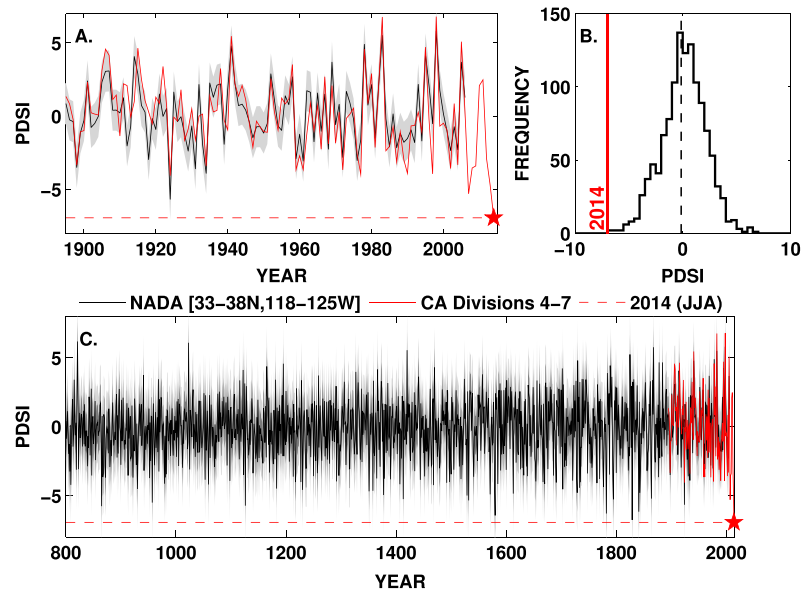 A.
5
0
−5
PDSI
1900 1920 1940 1960 1980 2000
YEAR
B.
150
100
50
0
FREQUENCY
2014
−10 0 10
PDSI
NADA [33−38N,118−125W] CA Divisions 4−7 2014 (JJA)
C.
5
0
−5
PDSI
800 1000 1200 1400 1600 1800 2000
YEAR